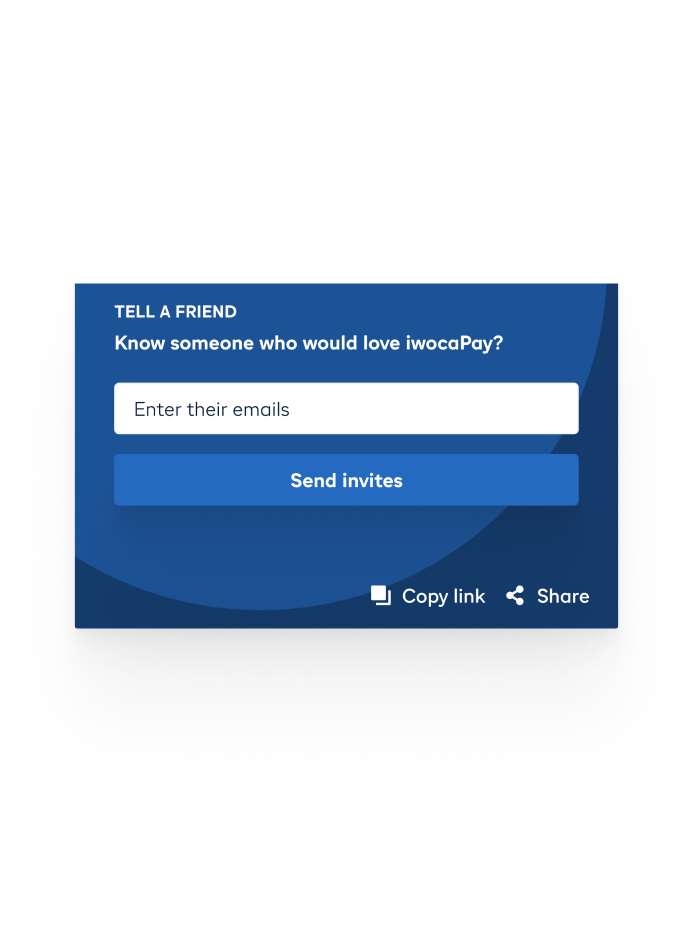 TELL A FRIEND
Know someone who would love iwocaPay?
Enter their emails
Send invites
Copy link Share